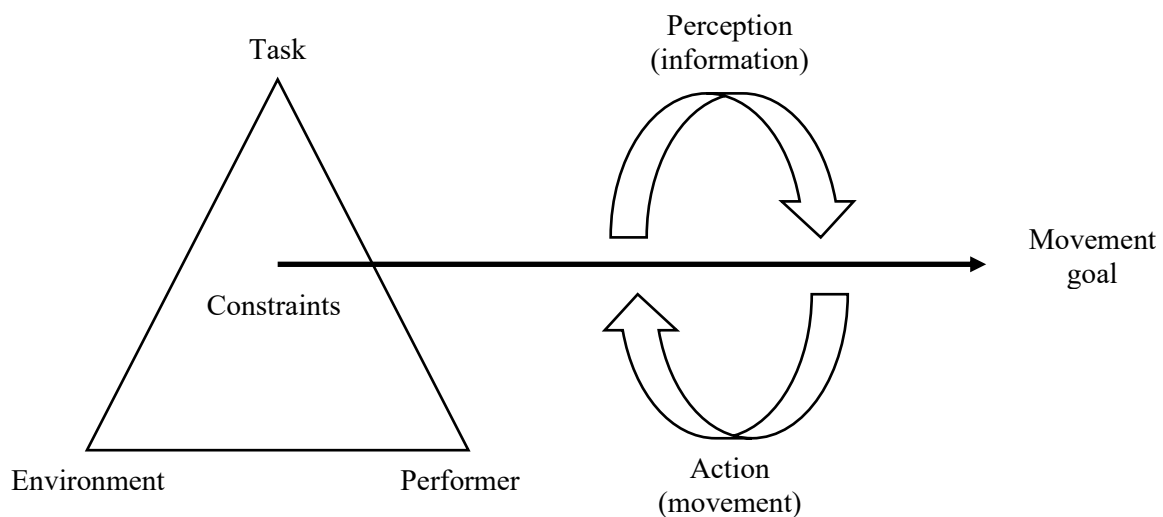 Task
Perception
(information)
Movement
goal
Constraints
Environment
Performer
Action
(movement)